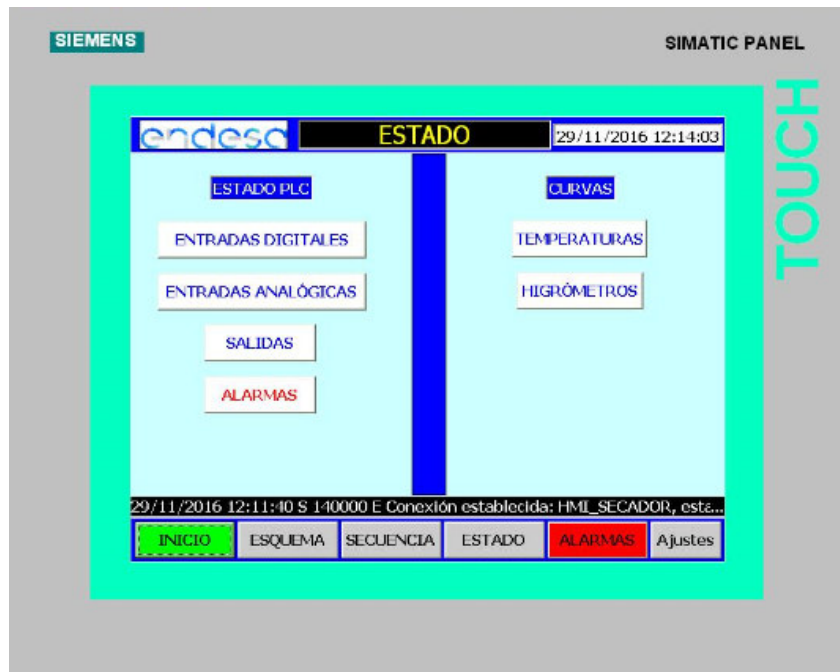 SIEMENS
SIMATIC PANEL
TOUCH
endesa
ESTADO
29/11/2016 12:14:03
ESTADO PLC
CURVAS
ENTRADAS DIGITALES
TEMPERATURAS
ENTRADAS ANALÓGICAS
HIGRÓMETROS
SALIDAS
ALARMAS
29/11/2016 12:11:40 S 140000 E Conexión establecida: HMI_SECADOR, esta...
INICIO ESQUEMA SECUENCIA ESTADO ALARMAS Ajustes